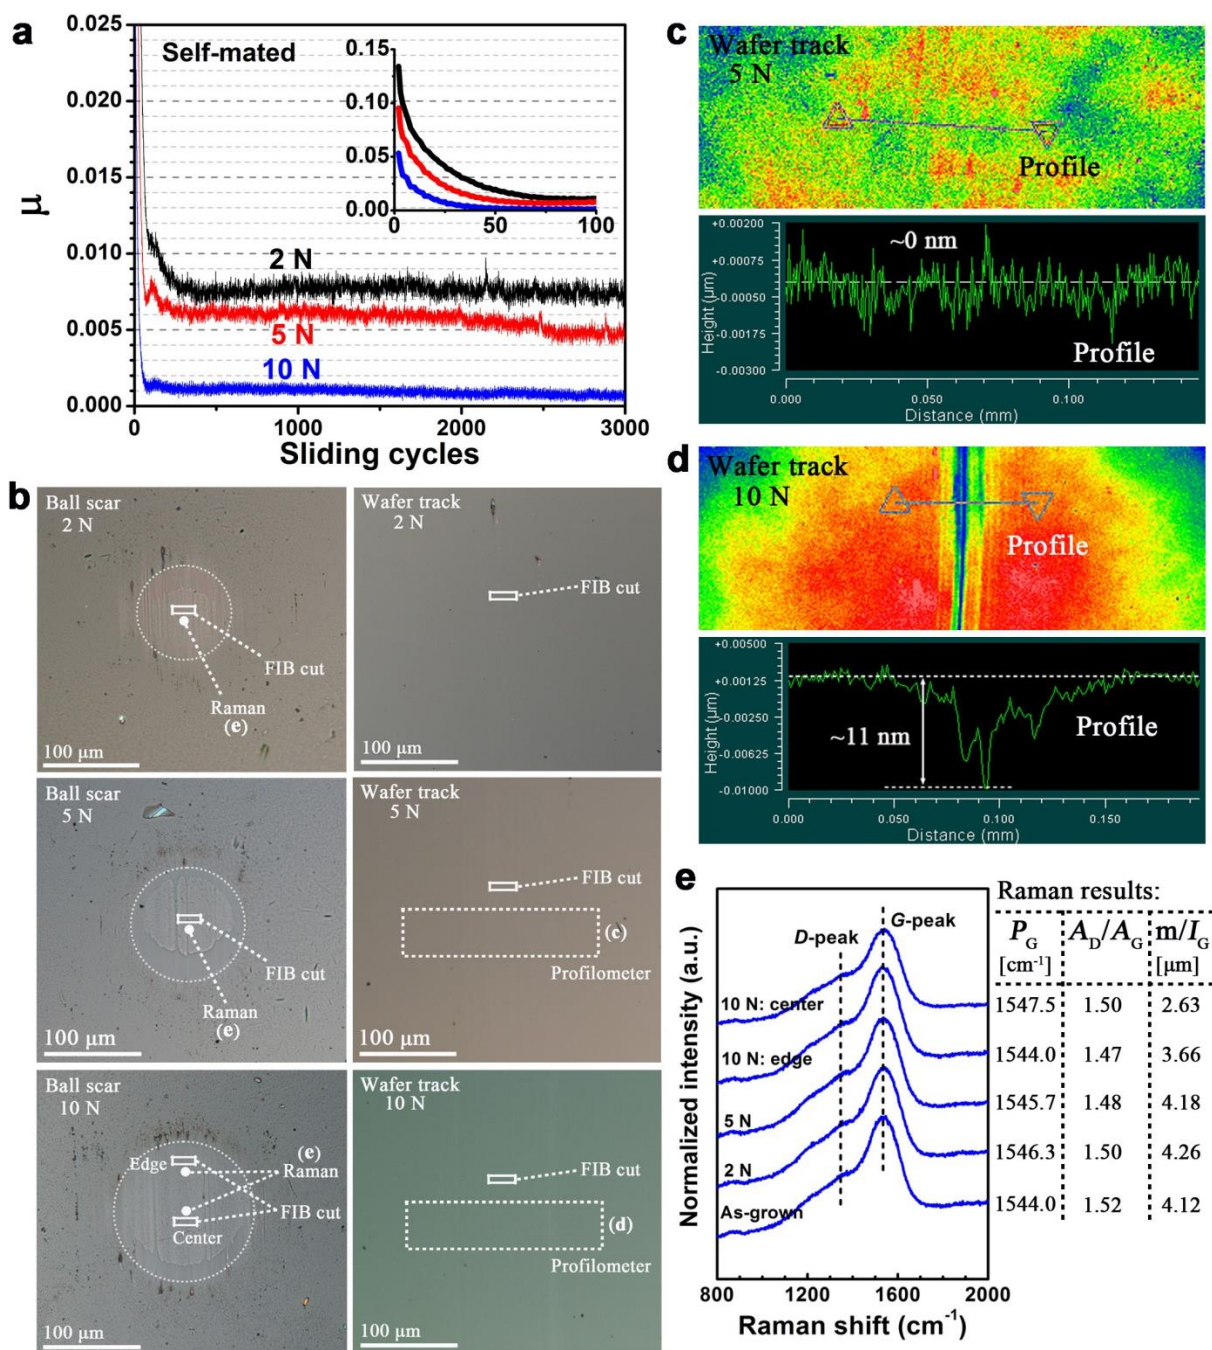 a
Self-mated
0.025
0.020
0.015
0.010
0.005
0.000
μ
0.15
0.10
0.05
0.00
0
50
100
2 N
5 N
10 N
0
1000
2000
3000
Sliding cycles
b
Ball scar
2 N
FIB cut
Raman
(e)
100 μm
Wafer track
2 N
FIB cut
100 μm
Ball scar
5 N
FIB cut
Raman
(e)
100 μm
Wafer track
5 N
FIB cut
(c)
Profilometer
100 μm
Ball scar
10 N
Edge
(e)
Raman
FIB cut
Center
100 μm
Wafer track
10 N
FIB cut
(d)
Profilometer
100 μm
c
Wafer track
5 N
Profile
+0.00200
+0.00075
-0.00050
-0.00175
-0.00300
Height (μm)
~0 nm
Profile
0.000
0.050
0.100
Distance (mm)
d
Wafer track
10 N
Profile
+0.00500
+0.00125
-0.00250
-0.00625
-0.01000
Height (μm)
~11 nm
Profile
0.000
0.050
0.100
0.150
Distance (mm)
e
Normalized intensity (a.u.)
D-peak
G-peak
10 N: center
10 N: edge
5 N
2 N
As-grown
800
1200
1600
2000
Raman shift (cm⁻¹)
Raman results:
P_G A_D/A_G m/I_G
[cm⁻¹] [μm]
1547.5 1.50 2.63
1544.0 1.47 3.66
1545.7 1.48 4.18
1546.3 1.50 4.26
1544.0 1.52 4.12